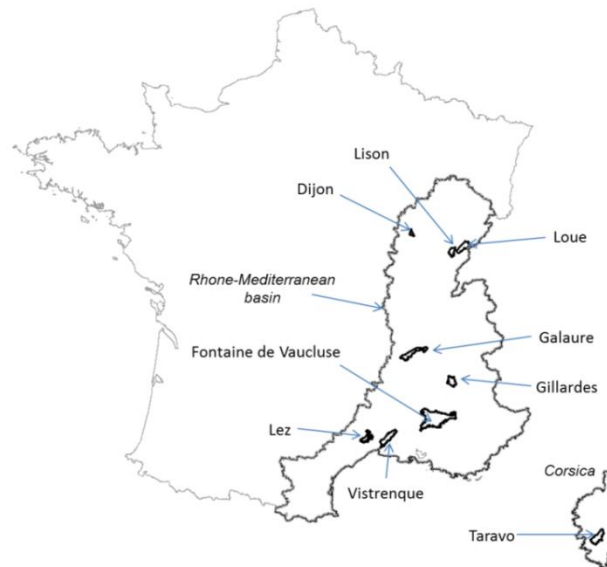 Lison
Dijon
Loue
Rhone-Mediterranean
basin
Galaure
Fontaine de Vaucluse
Gillardes
Lez
Vistrenque
Corsica
Taravo